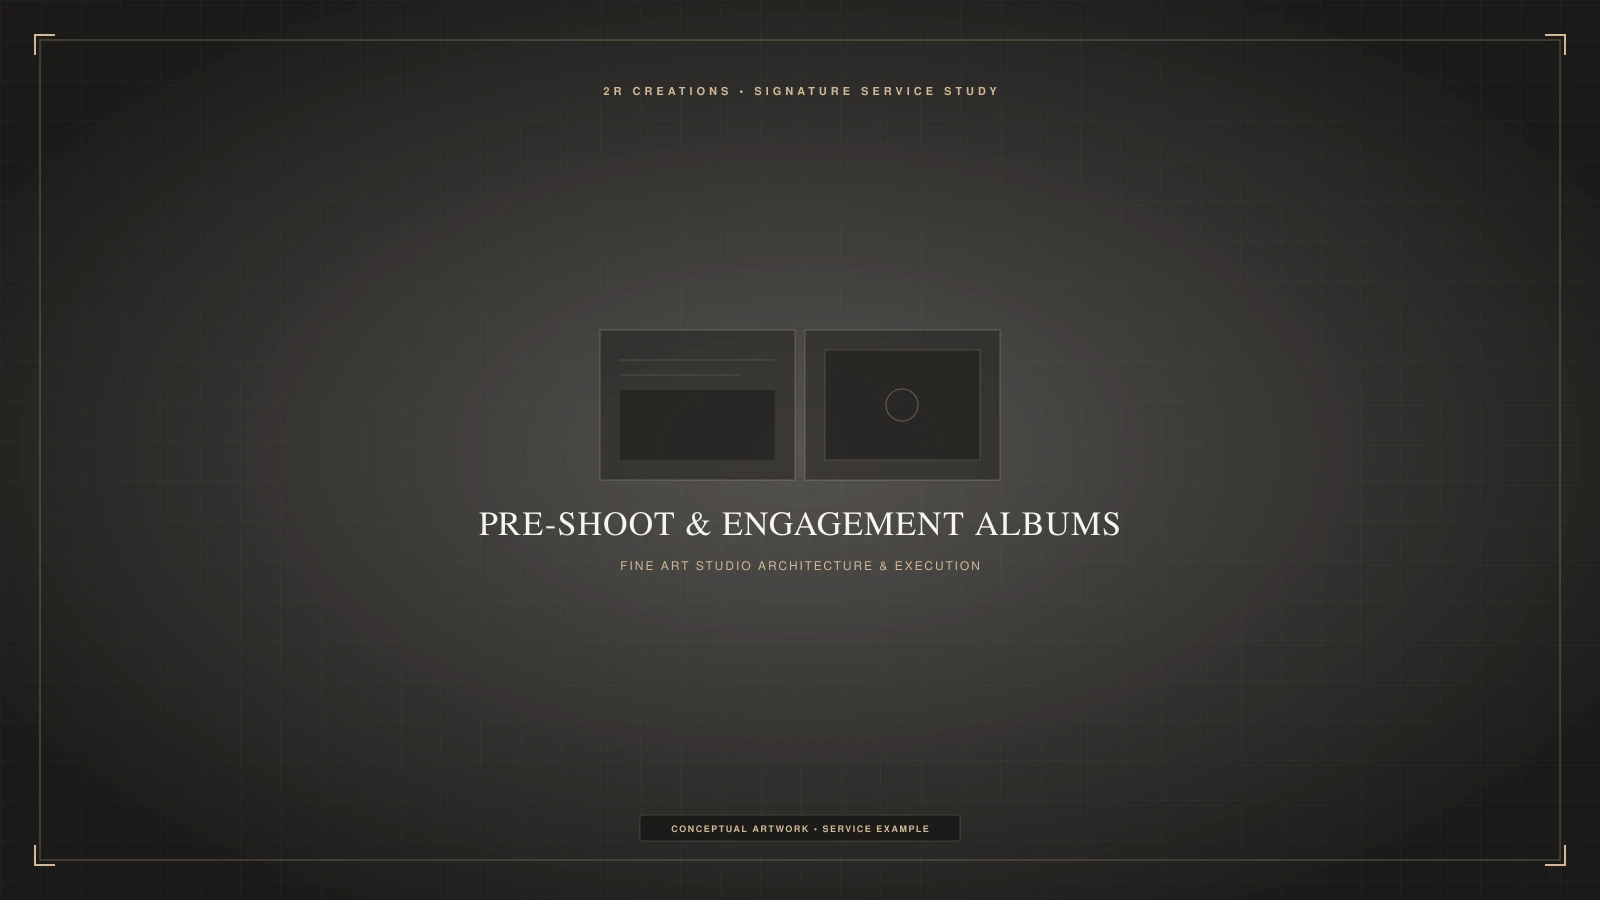 2R CREATIONS • SIGNATURE SERVICE STUDY
PRE-SHOOT & ENGAGEMENT ALBUMS
FINE ART STUDIO ARCHITECTURE & EXECUTION
CONCEPTUAL ARTWORK • SERVICE EXAMPLE